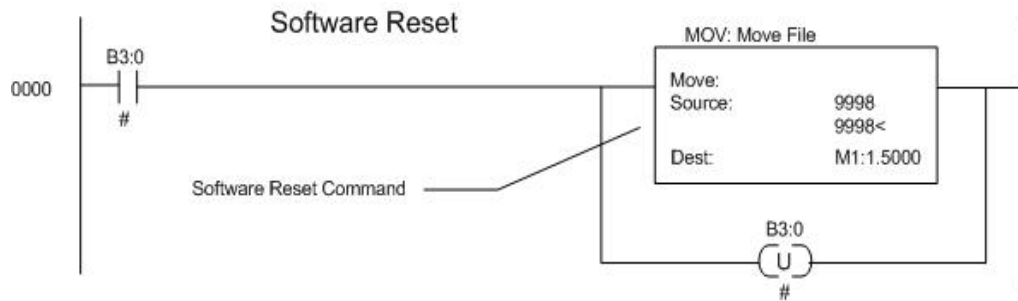 Software Reset
MOV: Move File
B3:0
0000
#
Move:
Source: 9998
9998<
Dest: M1:1.5000
Software Reset Command
B3:0
U
#